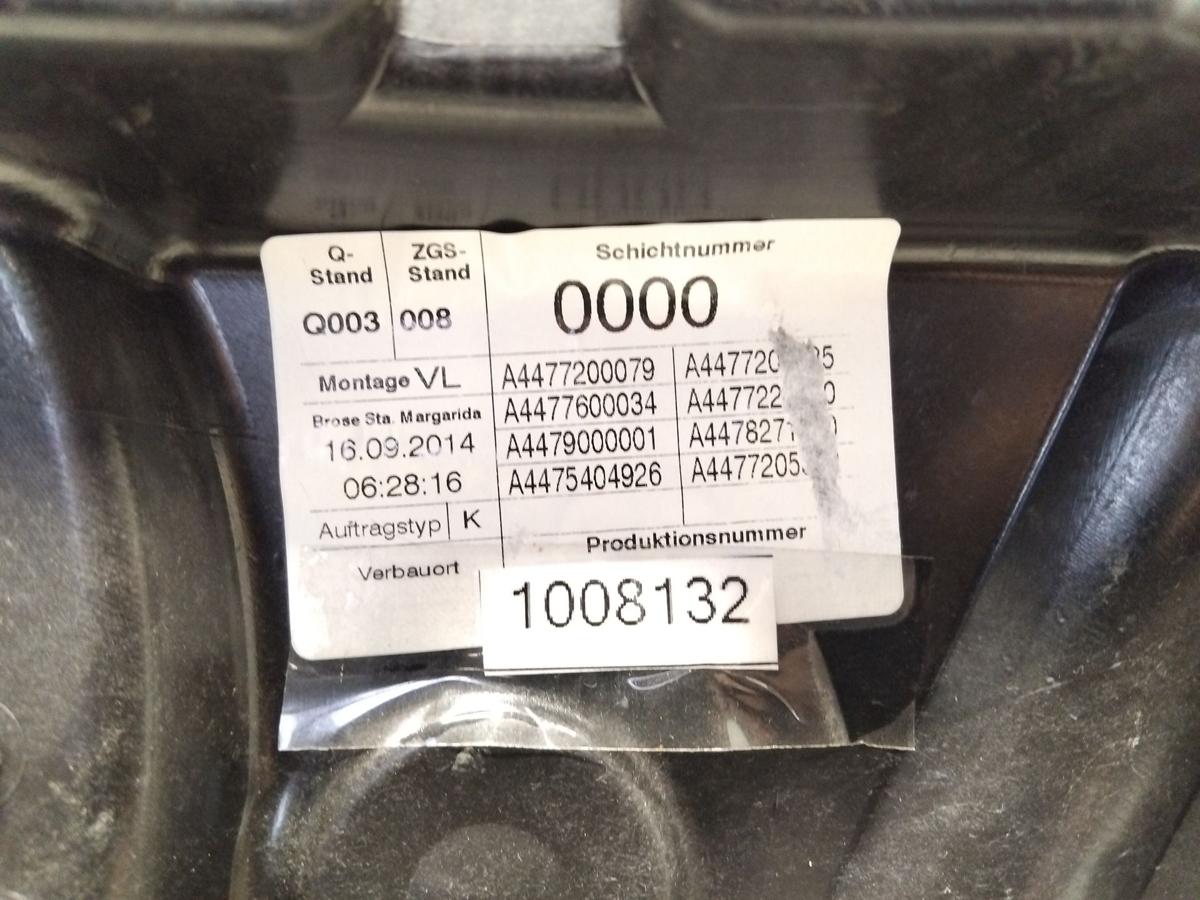 Q-Stand
ZGS-Stand
Schichtnummer
Q003
008
0000
Montage VL
A4477200079
A4477600034
A4479000001
A4475404926
Brose Sta. Margarida
16.09.2014
06:28:16
Auftragstyp K
Verbauort
Produktionsnummer
1008132